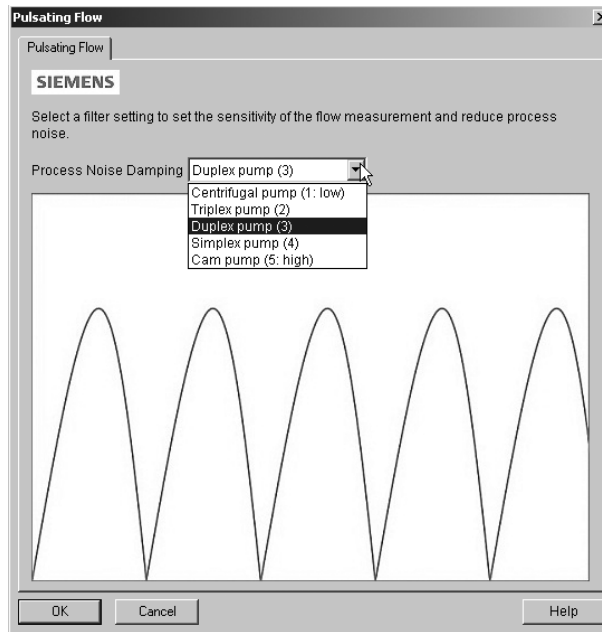 Pulsating Flow
Pulsating Flow
SIEMENS
Select a filter setting to set the sensitivity of the flow measurement and reduce process
noise.
Process Noise Damping Duplex pump (3)
Centrifugal pump (1: low)
Triplex pump (2)
Duplex pump (3)
Simplex pump (4)
Cam pump (5: high)
OK Cancel Help